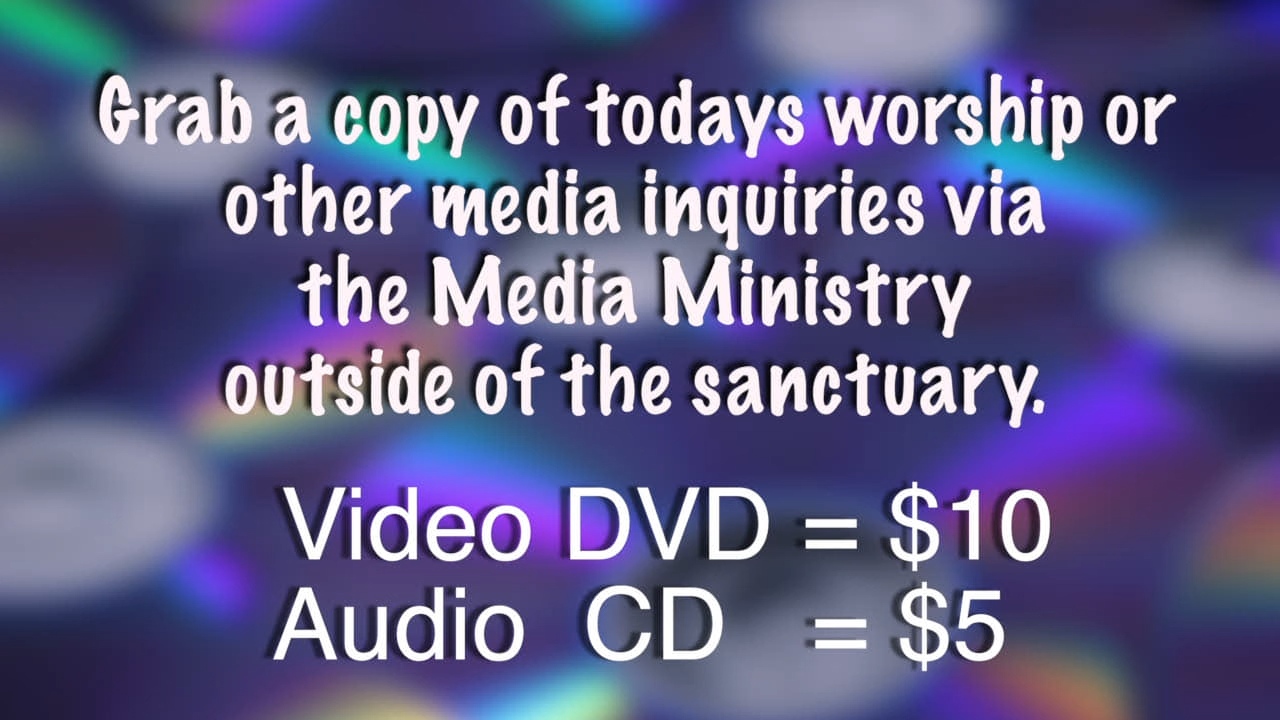 Grab a copy of todays worship or
other media inquiries via
the Media Ministry
outside of the sanctuary.
Video DVD = $10
Audio CD = $5